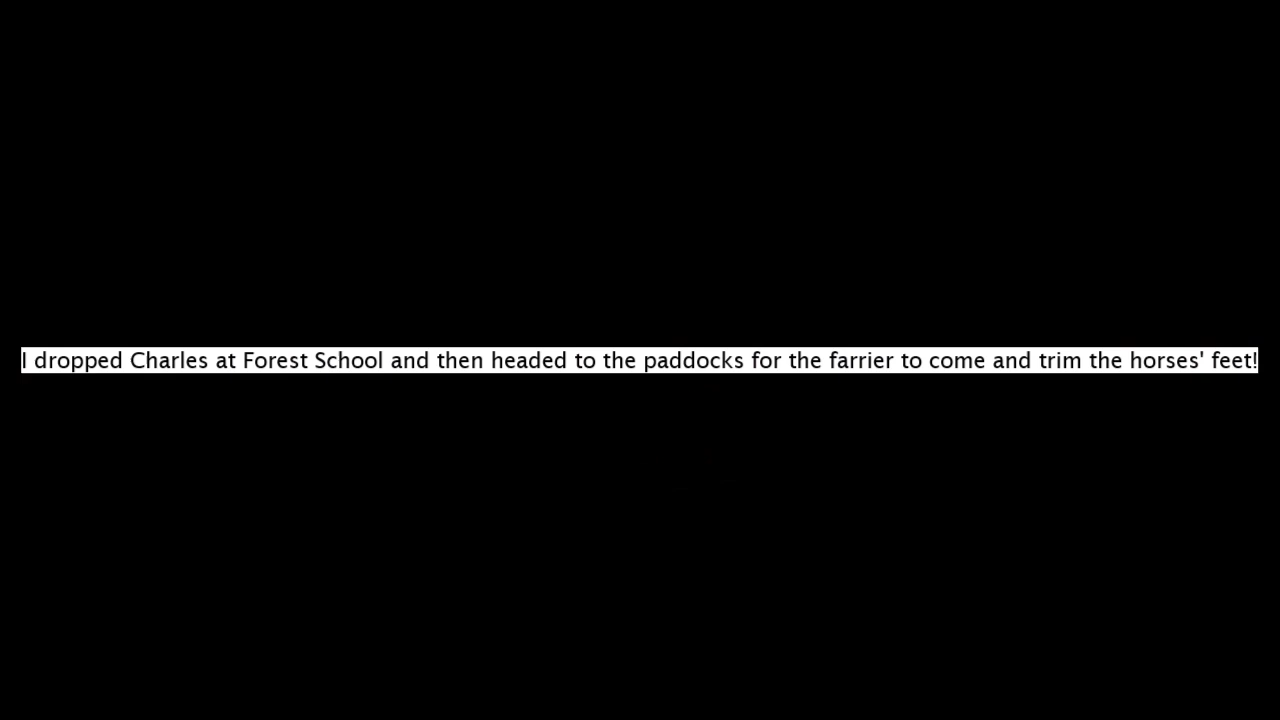 I dropped Charles at Forest School and then headed to the paddocks for the farrier to come and trim the horses' feet!